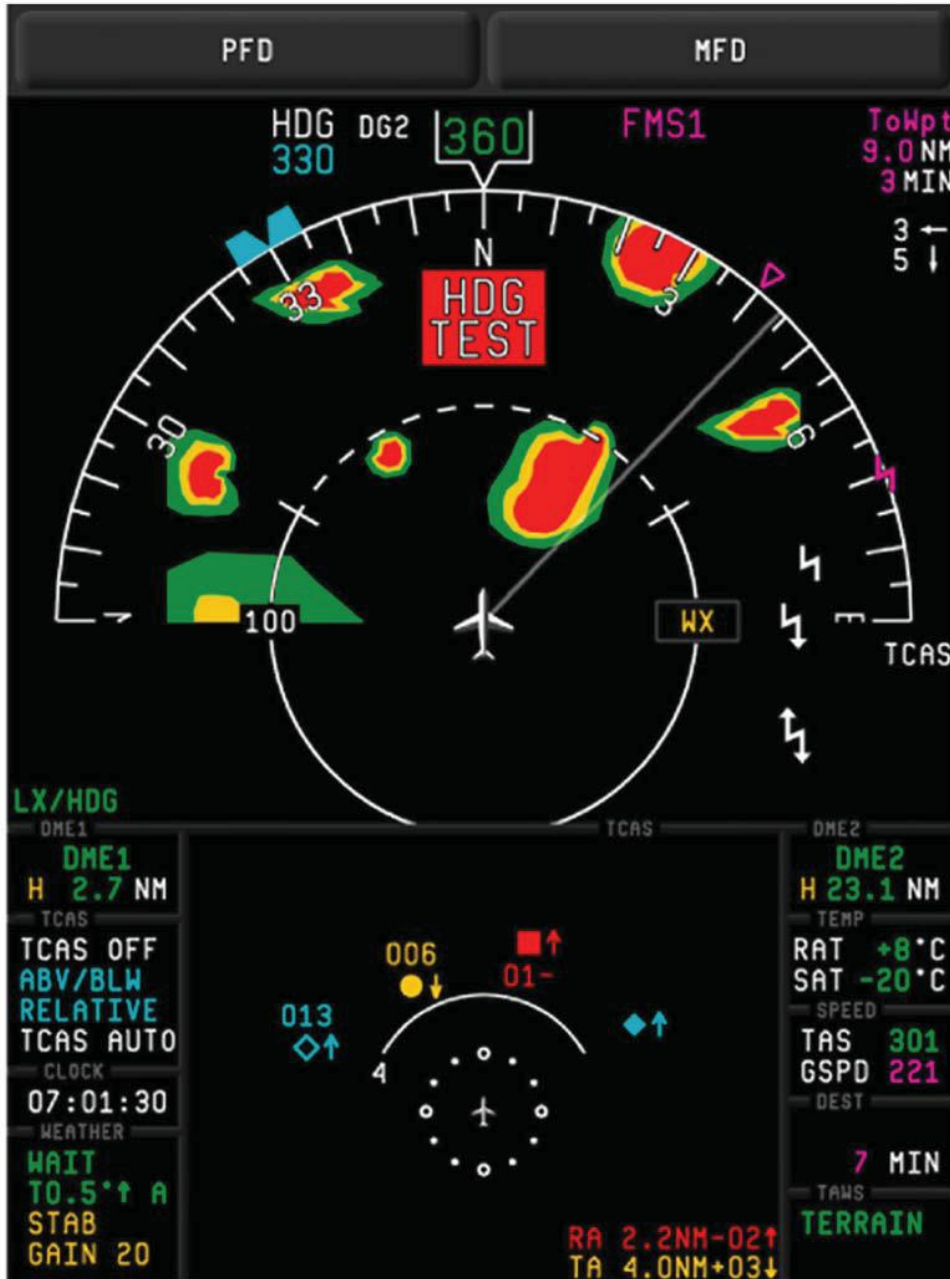 PFD MFD
HDG DG2 360 FMS1 ToWpt
330 9.0NM
3 MIN
3 ←
5 ↓
N
33 3
HDG
TEST
30 6
100 WX E
TCAS
LX/HDG
DME1 TCAS DME2
DME1
H 2.7 NM
DME2
H 23.1 NM
TCAS
TCAS OFF
ABV/BLW
RELATIVE
TCAS AUTO
CLOCK
07:01:30
WEATHER
WAIT
T0.5°↑ A
STAB
GAIN 20
006
01-
013
4
RA 2.2NM-02↑
TA 4.0NM+03↓
TEMP
RAT +8°C
SAT -20°C
SPEED
TAS 301
GSPD 221
DEST
7 MIN
TAWS
TERRAIN